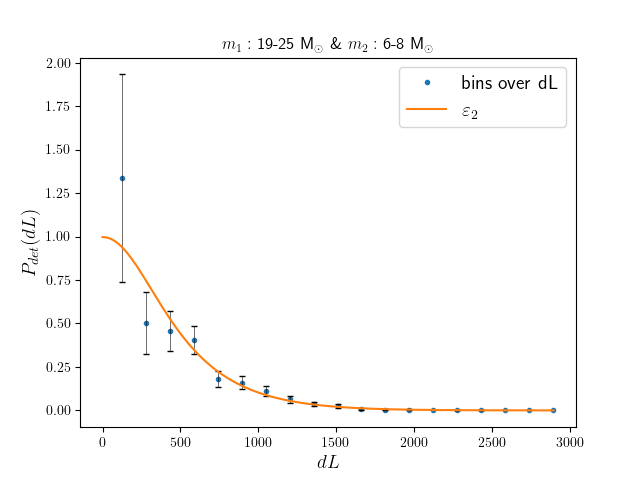 m₁ : 19-25 M⊙ & m₂ : 6-8 M⊙
2.00
1.75
1.50
1.25
1.00
0.75
0.50
0.25
0.00
P_det(dL)
bins over dL
ε₂
0 500 1000 1500 2000 2500 3000
dL